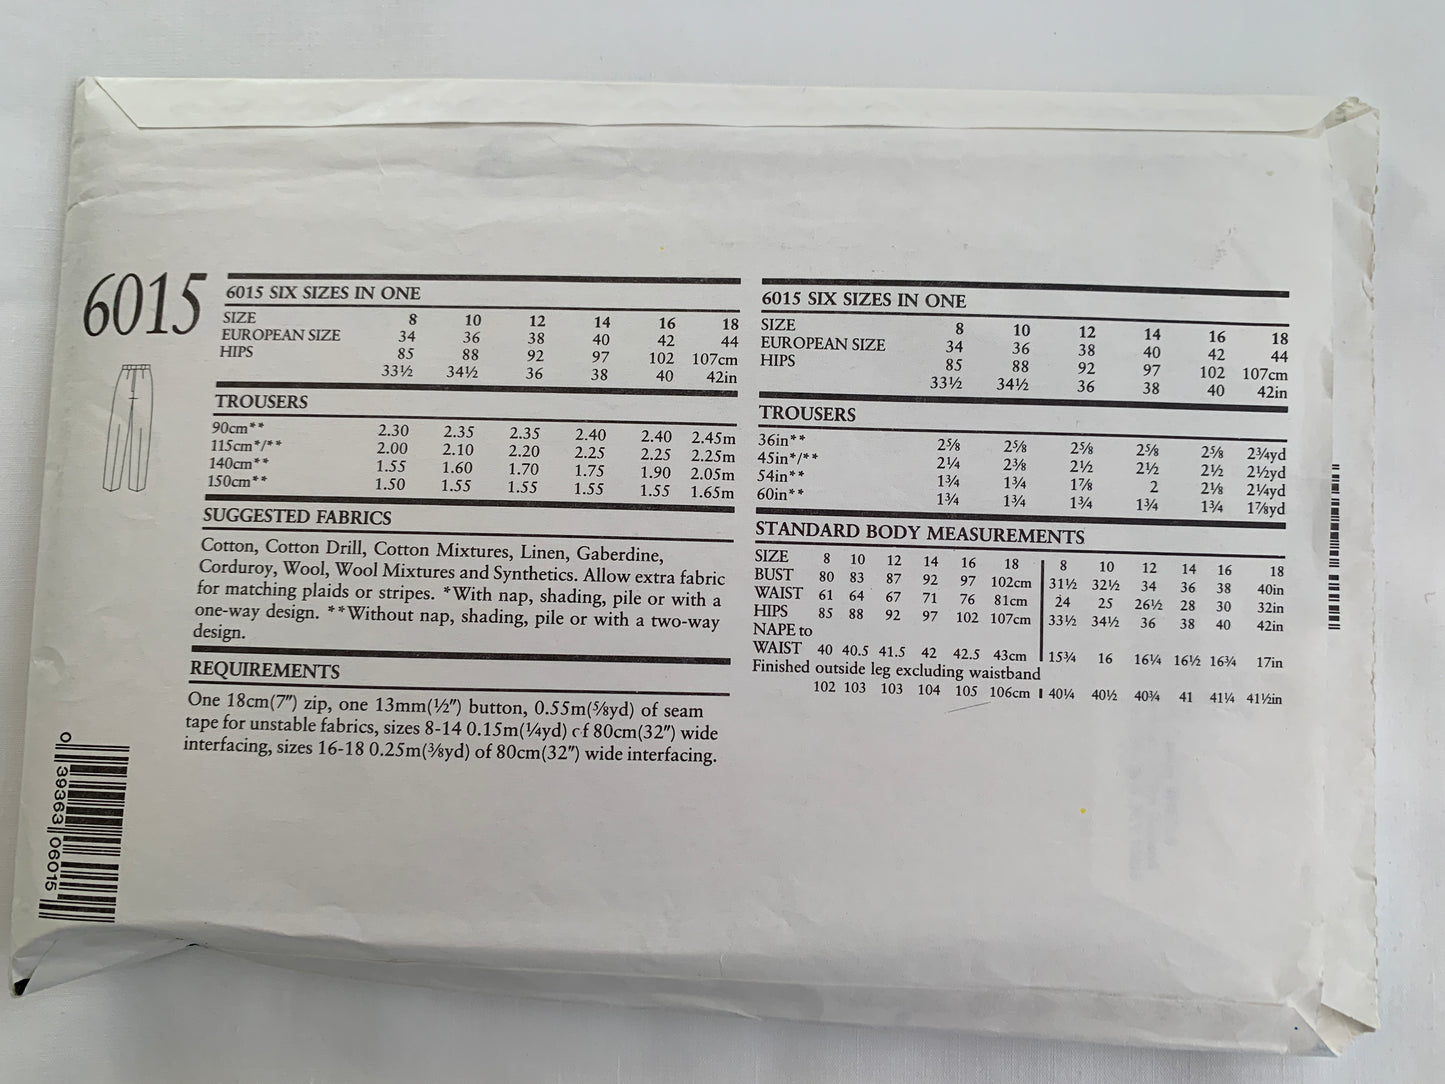 6015
6015 SIX SIZES IN ONE
SIZE 8 10 12 14 16 18
EUROPEAN SIZE 34 36 38 40 42 44
HIPS 85 88 92 97 102 107cm
33½ 34½ 36 38 40 42in
TROUSERS
90cm** 2.30 2.35 2.35 2.40 2.40 2.45m
115cm*/** 2.00 2.10 2.20 2.25 2.25 2.25m
140cm** 1.55 1.60 1.70 1.75 1.90 2.05m
150cm** 1.50 1.55 1.55 1.55 1.55 1.65m
SUGGESTED FABRICS
Cotton, Cotton Drill, Cotton Mixtures, Linen, Gaberdine,
Corduroy, Wool, Wool Mixtures and Synthetics. Allow extra fabric
for matching plaids or stripes. *With nap, shading, pile or with a
one-way design. **Without nap, shading, pile or with a two-way
design.
REQUIREMENTS
One 18cm(7″) zip, one 13mm(½″) button, 0.55m(⅝yd) of seam
tape for unstable fabrics, sizes 8-14 0.15m(¼yd) of 80cm(32″) wide
interfacing, sizes 16-18 0.25m(⅜yd) of 80cm(32″) wide interfacing.
6015 SIX SIZES IN ONE
SIZE 8 10 12 14 16 18
EUROPEAN SIZE 34 36 38 40 42 44
HIPS 85 88 92 97 102 107cm
33½ 34½ 36 38 40 42in
TROUSERS
36in** 2⅝ 2⅝ 2⅝ 2⅝ 2⅝ 2¾yd
45in*/** 2¼ 2⅜ 2½ 2½ 2½ 2½yd
54in** 1¾ 1¾ 1⅞ 2 2⅛ 2¼yd
60in** 1¾ 1¾ 1¾ 1¾ 1¾ 1⅞yd
STANDARD BODY MEASUREMENTS
SIZE 8 10 12 14 16 18 8 10 12 14 16 18
BUST 80 83 87 92 97 102cm 31½ 32½ 34 36 38 40in
WAIST 61 64 67 71 76 81cm 24 25 26½ 28 30 32in
HIPS 85 88 92 97 102 107cm 33½ 34½ 36 38 40 42in
NAPE to
WAIST 40 40.5 41.5 42 42.5 43cm 15¾ 16 16¼ 16½ 16¾ 17in
Finished outside leg excluding waistband
102 103 103 104 105 106cm 40¼ 40½ 40¾ 41 41¼ 41½in
0 39363 06015